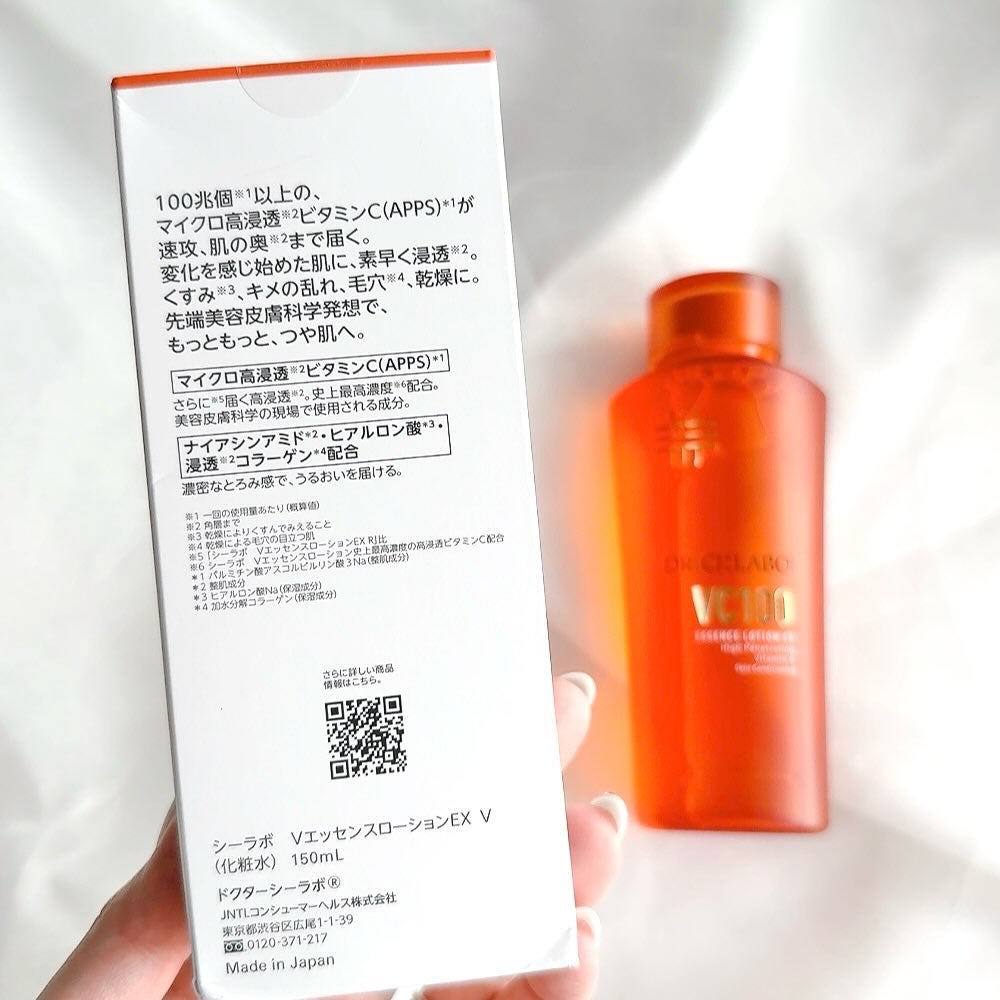 100兆個※1以上の、
マイクロ高浸透※2ビタミンC(APPS)*1が
速攻、肌の奥※2まで届く。
変化を感じ始めた肌に、素早く浸透※2。
くすみ※3、キメの乱れ、毛穴※4、乾燥に。
先端美容皮膚科学発想で、
もっともっと、つや肌へ。
マイクロ高浸透※2ビタミンC(APPS)*1
さらに※5届く高浸透※2。史上最高濃度※6配合。
美容皮膚科学の現場で使用される成分。
ナイアシンアミド*2・ヒアルロン酸*3・
浸透※2コラーゲン*4配合
濃密なとろみ感で、うるおいを届ける。
※1 一回の使用量あたり(概算値)
※2 角層まで
※3 乾燥によりくすんでみえること
※4 乾燥による毛穴の目立つ肌
※5 「シーラボ VエッセンスローションEX R」比
※6 シーラボ Vエッセンスローション史上最高濃度の高浸透ビタミンC配合
*1 パルミチン酸アスコルビルリン酸3Na(整肌成分)
*2 整肌成分
*3 ヒアルロン酸Na(保湿成分)
*4 加水分解コラーゲン(保湿成分)
さらに詳しい商品
情報はこちら。
シーラボ VエッセンスローションEX V
(化粧水) 150mL
ドクターシーラボ®
JNTLコンシューマーヘルス株式会社
東京都渋谷区広尾1-1-39
0120-371-217
Made in Japan
DR.CI:LABO
VC100
ESSENCE LOTION EX
High Penetrating
Vitamin C
Skin Conditioning